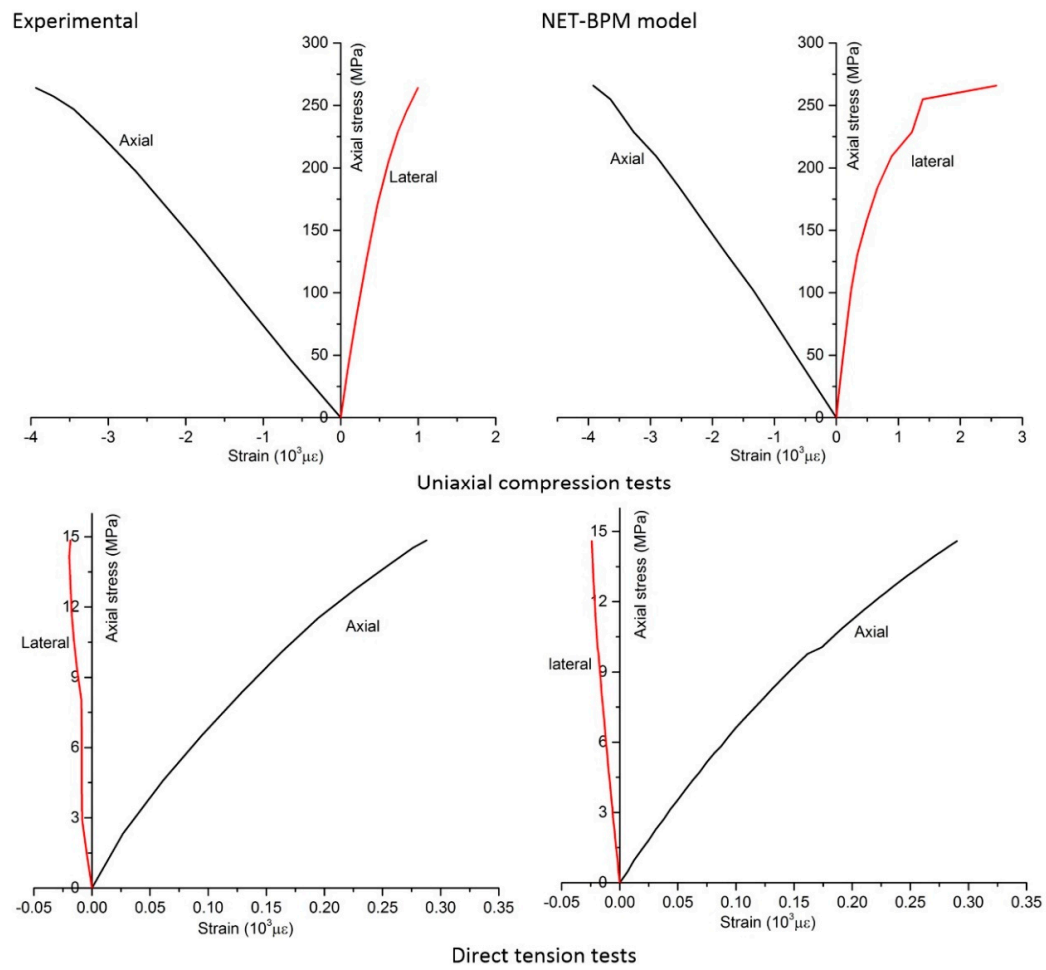 Experimental
NET-BPM model
300
250
200
150
100
50
0
Axial stress (MPa)
Axial
Lateral
-4 -3 -2 -1 0 1 2
Strain (10³με)
300
250
200
150
100
50
0
Axial stress (MPa)
Axial
lateral
-4 -3 -2 -1 0 1 2 3
Strain (10³με)
Uniaxial compression tests
15
12
9
6
3
0
Axial stress (MPa)
Lateral
Axial
-0.05 0.00 0.05 0.10 0.15 0.20 0.25 0.30 0.35
Strain (10³με)
15
12
9
6
3
0
Axial stress (MPa)
lateral
Axial
-0.05 0.00 0.05 0.10 0.15 0.20 0.25 0.30 0.35
Strain (10³με)
Direct tension tests